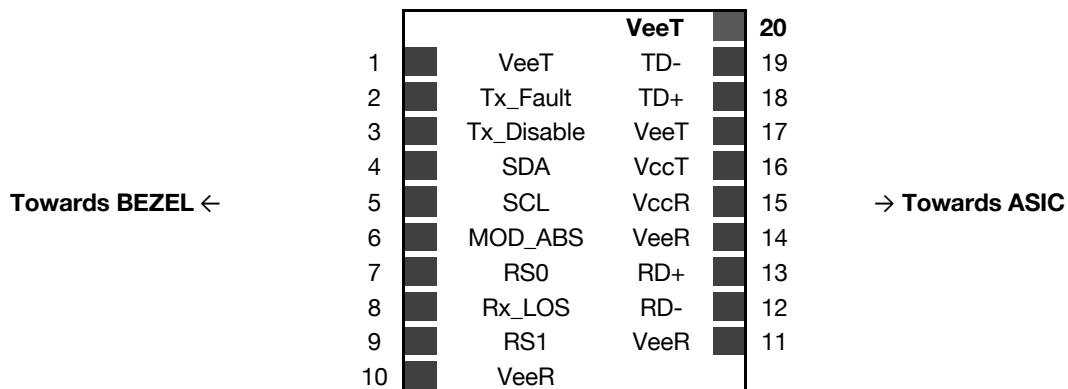 VeeT 20
1 VeeT TD- 19
2 Tx_Fault TD+ 18
3 Tx_Disable VeeT 17
4 SDA VccT 16
Towards BEZEL ← 5 SCL VccR 15 → Towards ASIC
6 MOD_ABS VeeR 14
7 RS0 RD+ 13
8 Rx_LOS RD- 12
9 RS1 VeeR 11
10 VeeR